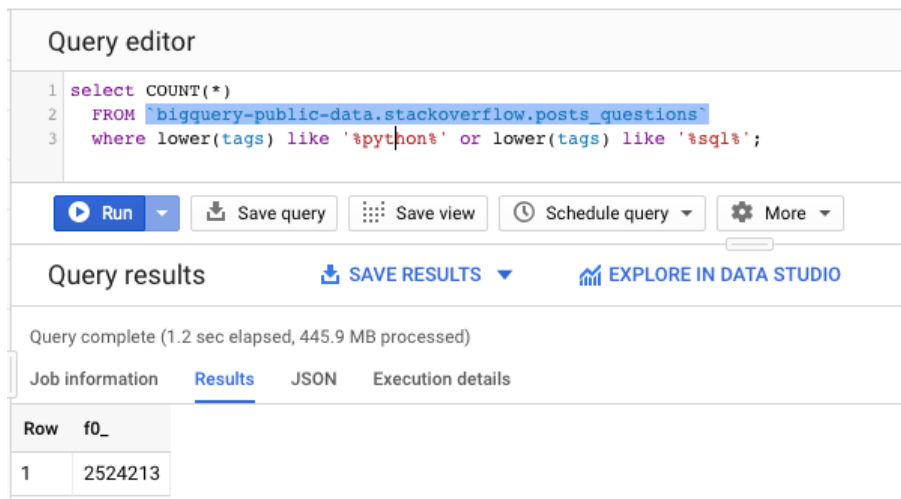 Query editor
1 select COUNT(*)
2 FROM `bigquery-public-data.stackoverflow.posts_questions`
3 where lower(tags) like '%python%' or lower(tags) like '%sql%';
Run Save query Save view Schedule query More
Query results SAVE RESULTS EXPLORE IN DATA STUDIO
Query complete (1.2 sec elapsed, 445.9 MB processed)
Job information Results JSON Execution details
Row f0_
1 2524213